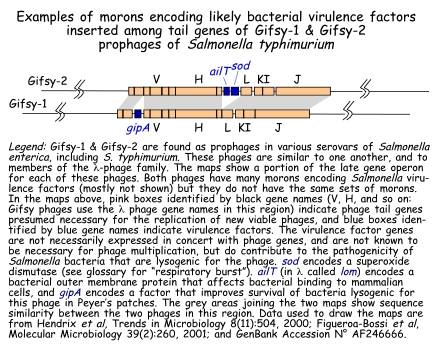 Examples of morons encoding likely bacterial virulence factors
inserted among tail genes of Gifsy-1 & Gifsy-2
prophages of Salmonella typhimurium
ailT sod
Gifsy-2 V H L KI J
Gifsy-1
gipA V H L KI J
Legend: Gifsy-1 & Gifsy-2 are found as prophages in various serovars of Salmonella
enterica, including S. typhimurium. These phages are similar to one another, and to
members of the λ-phage family. The maps show a portion of the late gene operon
for each of these phages. Both phages have many morons encoding Salmonella viru-
lence factors (mostly not shown) but they do not have the same sets of morons.
In the maps above, pink boxes identified by black gene names (V, H, and so on:
Gifsy phages use the λ phage gene names in this region) indicate phage tail genes
presumed necessary for the replication of new viable phages, and blue boxes iden-
tified by blue gene names indicate virulence factors. The virulence factor genes
are not necessarily expressed in concert with phage genes, and are not known to
be necessary for phage multiplication, but do contribute to the pathogenicity of
Salmonella bacteria that are lysogenic for the phage. sod encodes a superoxide
dismutase (see glossary for "respiratory burst"). ailT (in λ called lom) encodes a
bacterial outer membrane protein that affects bacterial binding to mammalian
cells, and gipA encodes a factor that improves survival of bacteria lysogenic for
this phage in Peyer's patches. The grey areas joining the two maps show sequence
similarity between the two phages in this region. Data used to draw the maps are
from Hendrix et al, Trends in Microbiology 8(11):504, 2000; Figueroa-Bossi et al,
Molecular Microbiology 39(2):260, 2001; and GenBank Accession Nº AF246666.